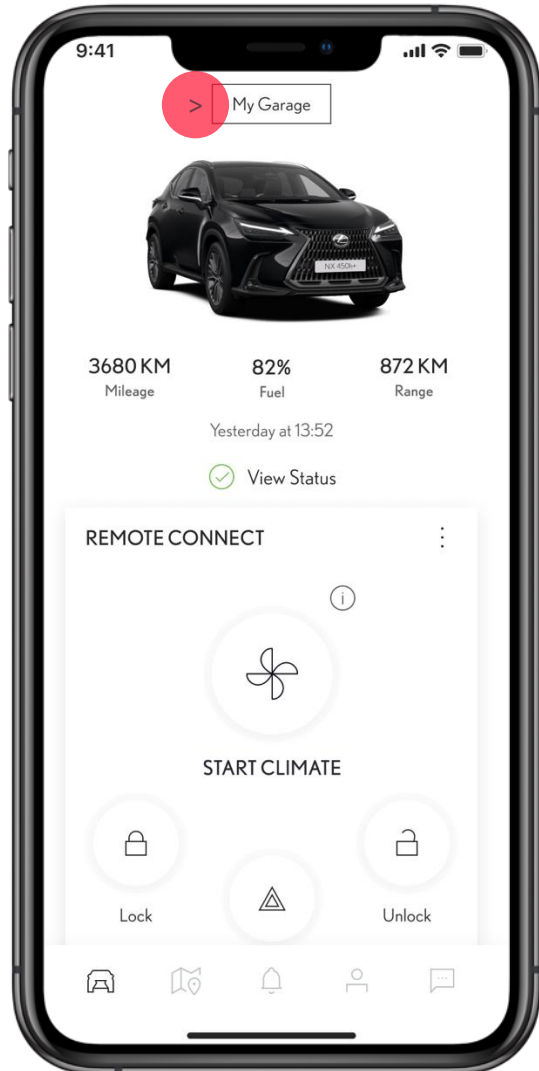 9:41
> My Garage
NX 450h+
3680 KM 82% 872 KM
Mileage Fuel Range
Yesterday at 13:52
View Status
REMOTE CONNECT
i
START CLIMATE
Lock Unlock